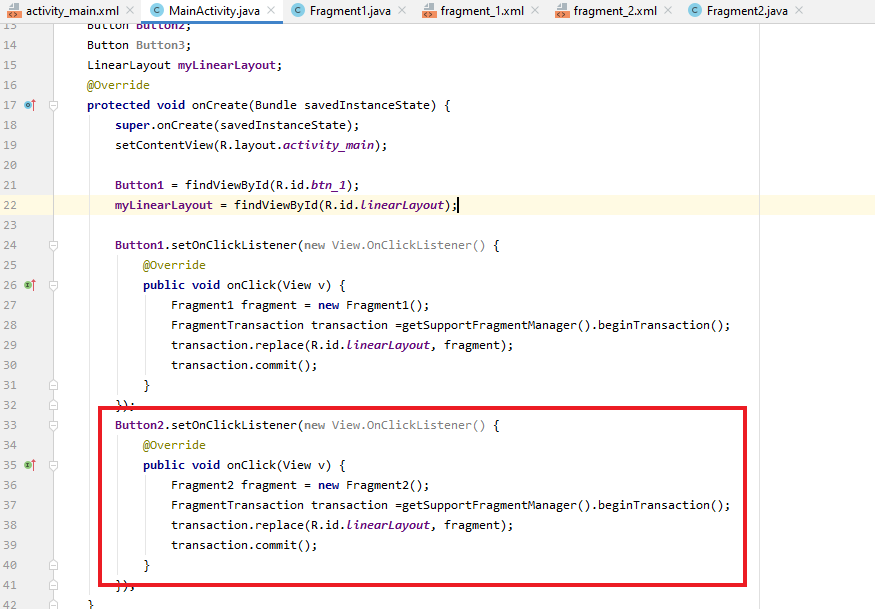 activity_main.xml MainActivity.java Fragment1.java fragment_1.xml fragment_2.xml Fragment2.java
13 Button Button2;
14 Button Button3;
15 LinearLayout myLinearLayout;
16 @Override
17 protected void onCreate(Bundle savedInstanceState) {
18 super.onCreate(savedInstanceState);
19 setContentView(R.layout.activity_main);
20
21 Button1 = findViewById(R.id.btn_1);
22 myLinearLayout = findViewById(R.id.linearLayout);
23
24 Button1.setOnClickListener(new View.OnClickListener() {
25 @Override
26 public void onClick(View v) {
27 Fragment1 fragment = new Fragment1();
28 FragmentTransaction transaction =getSupportFragmentManager().beginTransaction();
29 transaction.replace(R.id.linearLayout, fragment);
30 transaction.commit();
31 }
32 });
33 Button2.setOnClickListener(new View.OnClickListener() {
34 @Override
35 public void onClick(View v) {
36 Fragment2 fragment = new Fragment2();
37 FragmentTransaction transaction =getSupportFragmentManager().beginTransaction();
38 transaction.replace(R.id.linearLayout, fragment);
39 transaction.commit();
40 }
41 });
42 }